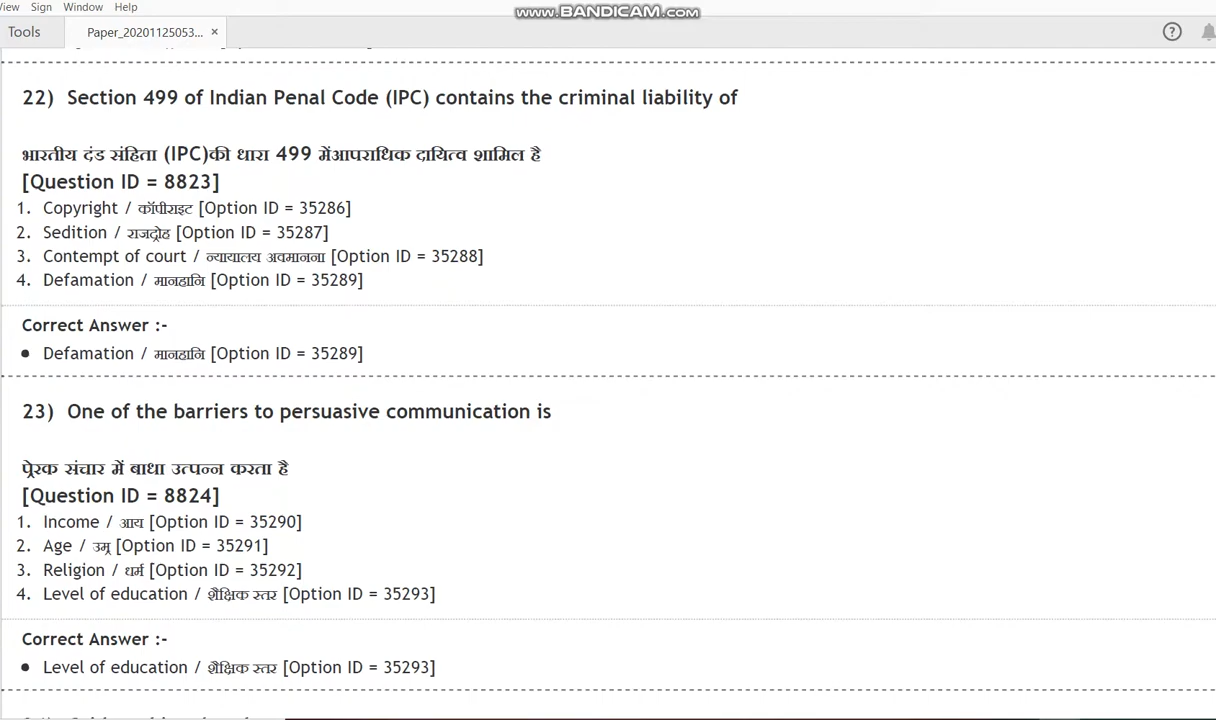 View Sign Window Help
www.BANDICAM.com
Tools Paper_20201125053... ×
22) Section 499 of Indian Penal Code (IPC) contains the criminal liability of
भारतीय दंड संहिता (IPC)की धारा 499 मेंआपराधिक दायित्व शामिल है
[Question ID = 8823]
1. Copyright / कॉपीराइट [Option ID = 35286]
2. Sedition / राजद्रोह [Option ID = 35287]
3. Contempt of court / न्यायालय अवमानना [Option ID = 35288]
4. Defamation / मानहानि [Option ID = 35289]
Correct Answer :-
• Defamation / मानहानि [Option ID = 35289]
23) One of the barriers to persuasive communication is
प्रेरक संचार में बाधा उत्पन्न करता है
[Question ID = 8824]
1. Income / आय [Option ID = 35290]
2. Age / उम्र [Option ID = 35291]
3. Religion / धर्म [Option ID = 35292]
4. Level of education / शैक्षिक स्तर [Option ID = 35293]
Correct Answer :-
• Level of education / शैक्षिक स्तर [Option ID = 35293]